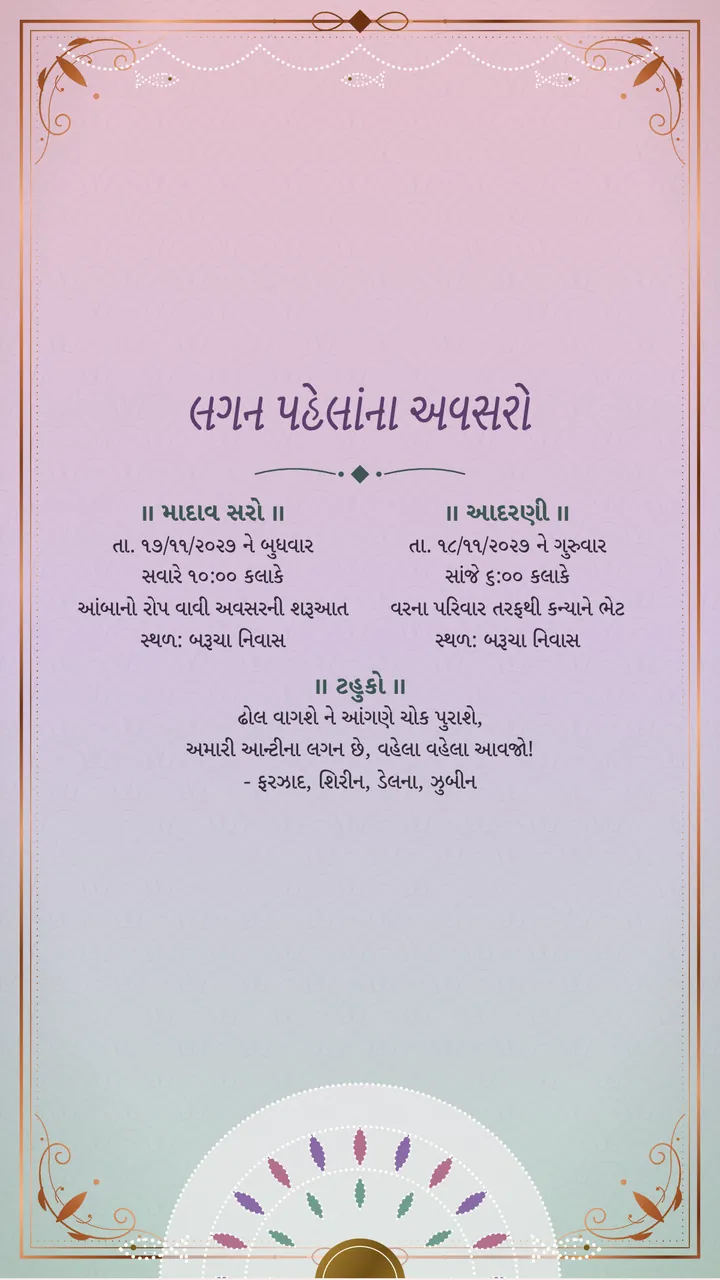 લગન પહેલાંના અવસરો
॥ માદાવ સરો ॥
તા. ૧૭/૧૧/૨૦૨૭ ને બુધવાર
સવારે ૧૦:૦૦ કલાકે
આંબાનો રોપ વાવી અવસરની શરૂઆત
સ્થળ: બરૂચા નિવાસ
॥ આદરણી ॥
તા. ૧૮/૧૧/૨૦૨૭ ને ગુરુવાર
સાંજે ૬:૦૦ કલાકે
વરના પરિવાર તરફથી કન્યાને ભેટ
સ્થળ: બરૂચા નિવાસ
॥ ટહુકો ॥
ઢોલ વાગશે ને આંગણે ચોક પુરાશે,
અમારી આન્ટીના લગન છે, વહેલા વહેલા આવજો!
- ફરઝાદ, શિરીન, ડેલના, ઝુબીન